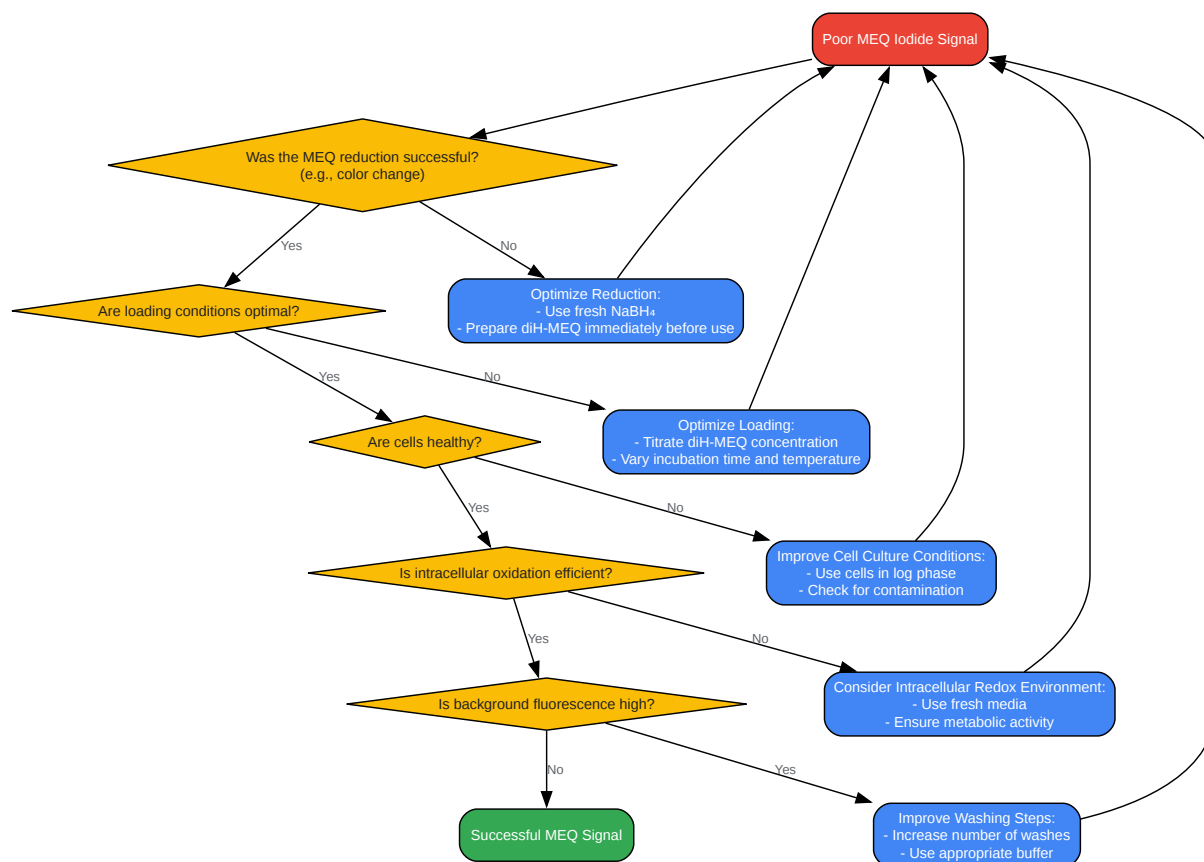 Poor MEQ Iodide Signal
Was the MEQ reduction successful?
(e.g., color change)
Yes
No
Are loading conditions optimal?
Optimize Reduction:
- Use fresh NaBH₄
- Prepare diH-MEQ immediately before use
Yes
No
Are cells healthy?
Optimize Loading:
- Titrate diH-MEQ concentration
- Vary incubation time and temperature
Yes
No
Is intracellular oxidation efficient?
Improve Cell Culture Conditions:
- Use cells in log phase
- Check for contamination
Yes
No
Is background fluorescence high?
Consider Intracellular Redox Environment:
- Use fresh media
- Ensure metabolic activity
No
Yes
Successful MEQ Signal
Improve Washing Steps:
- Increase number of washes
- Use appropriate buffer